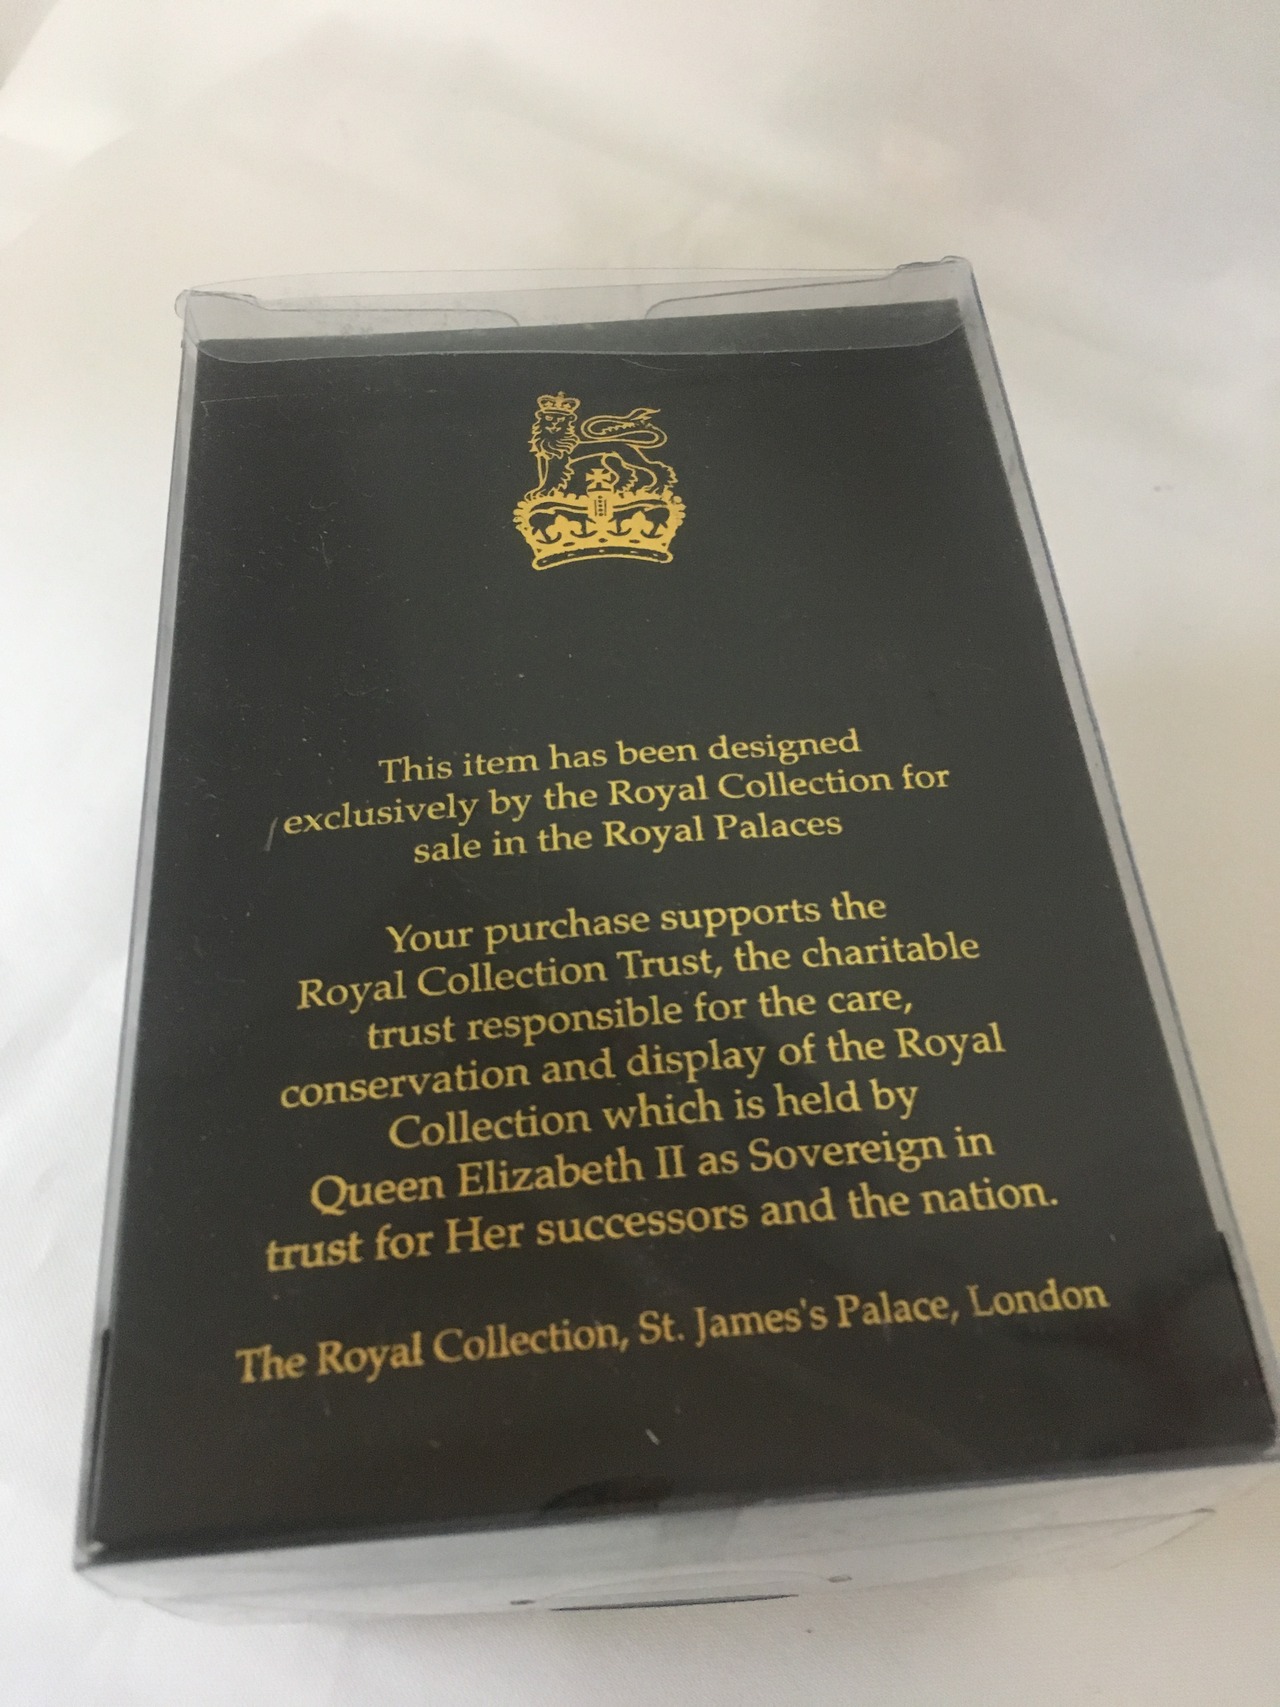 This item has been designed
exclusively by the Royal Collection for
sale in the Royal Palaces
Your purchase supports the
Royal Collection Trust, the charitable
trust responsible for the care,
conservation and display of the Royal
Collection which is held by
Queen Elizabeth II as Sovereign in
trust for Her successors and the nation.
The Royal Collection, St. James's Palace, London